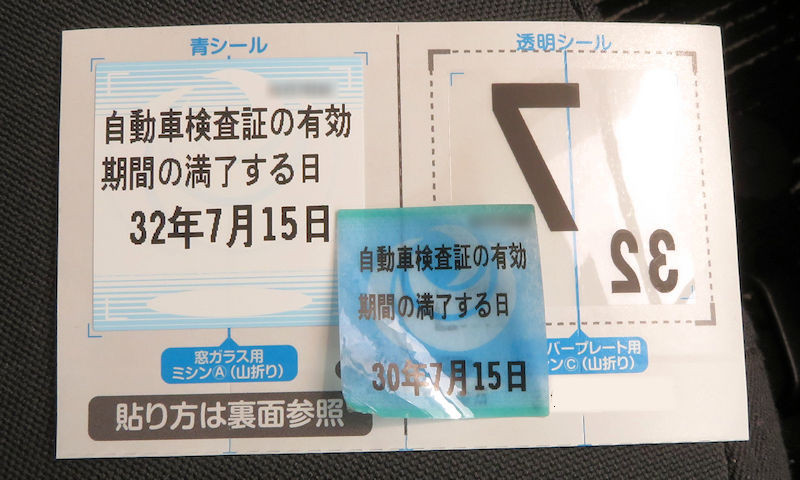 青シール
自動車検査証の有効
期間の満了する日
32年7月15日
窓ガラス用
ミシンⒶ(山折り)
貼り方は裏面参照
透明シール
7
32
バープレート用
ンⒸ(山折り)
自動車検査証の有効
期間の満了する日
30年7月15日